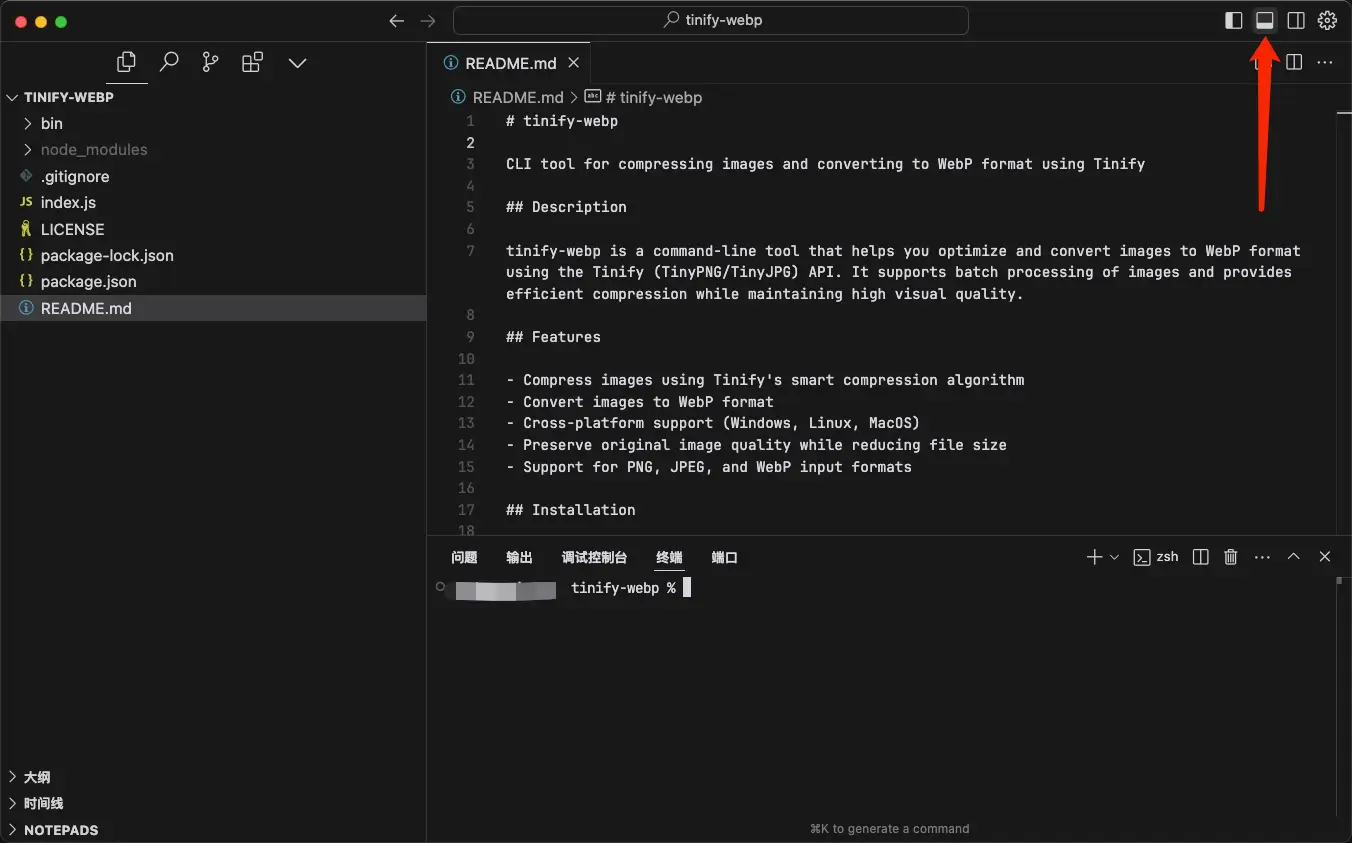 tinify-webp
README.md
TINIFY-WEBP
README.md > # tinify-webp
bin
node_modules
.gitignore
JS index.js
LICENSE
{} package-lock.json
{} package.json
README.md
1 # tinify-webp
2
3 CLI tool for compressing images and converting to WebP format using Tinify
4
5 ## Description
6
7 tinify-webp is a command-line tool that helps you optimize and convert images to WebP format
using the Tinify (TinyPNG/TinyJPG) API. It supports batch processing of images and provides
efficient compression while maintaining high visual quality.
8
9 ## Features
10
11 - Compress images using Tinify's smart compression algorithm
12 - Convert images to WebP format
13 - Cross-platform support (Windows, Linux, MacOS)
14 - Preserve original image quality while reducing file size
15 - Support for PNG, JPEG, and WebP input formats
16
17 ## Installation
18
问题 输出 调试控制台 终端 端口
zsh
tinify-webp %
大纲
时间线
NOTEPADS
⌘K to generate a command